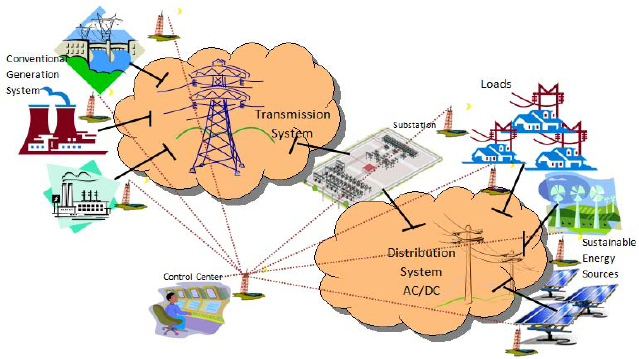 Conventional
Generation
System
Transmission
System
Substation
Loads
Distribution
System
AC/DC
Sustainable
Energy
Sources
Control Center